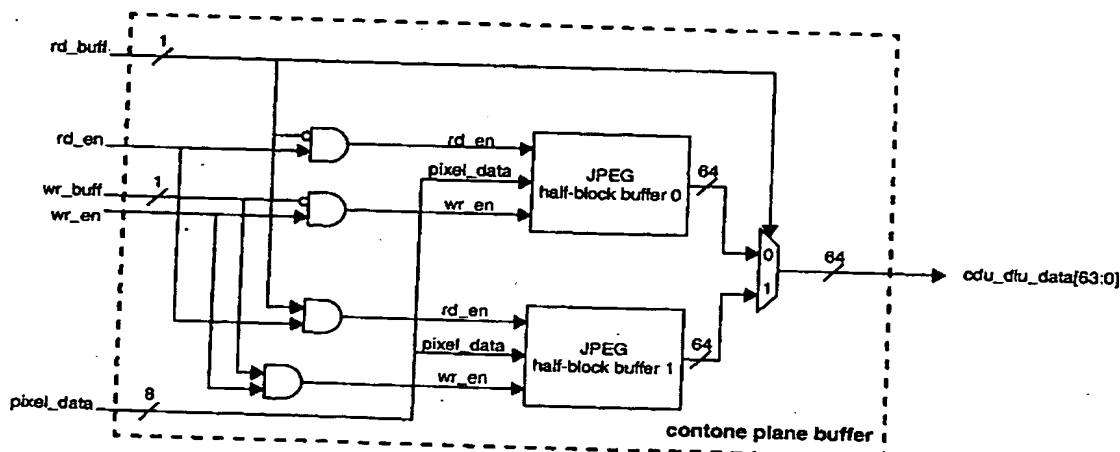 rd_buff 1
rd_en
wr_buff 1
wr_en
rd_en
pixel_data
wr_en
JPEG
half-block buffer 0
64
0
1
64
cdu_diu_data[63:0]
rd_en
pixel_data
wr_en
JPEG
half-block buffer 1
64
pixel_data 8
contone plane buffer